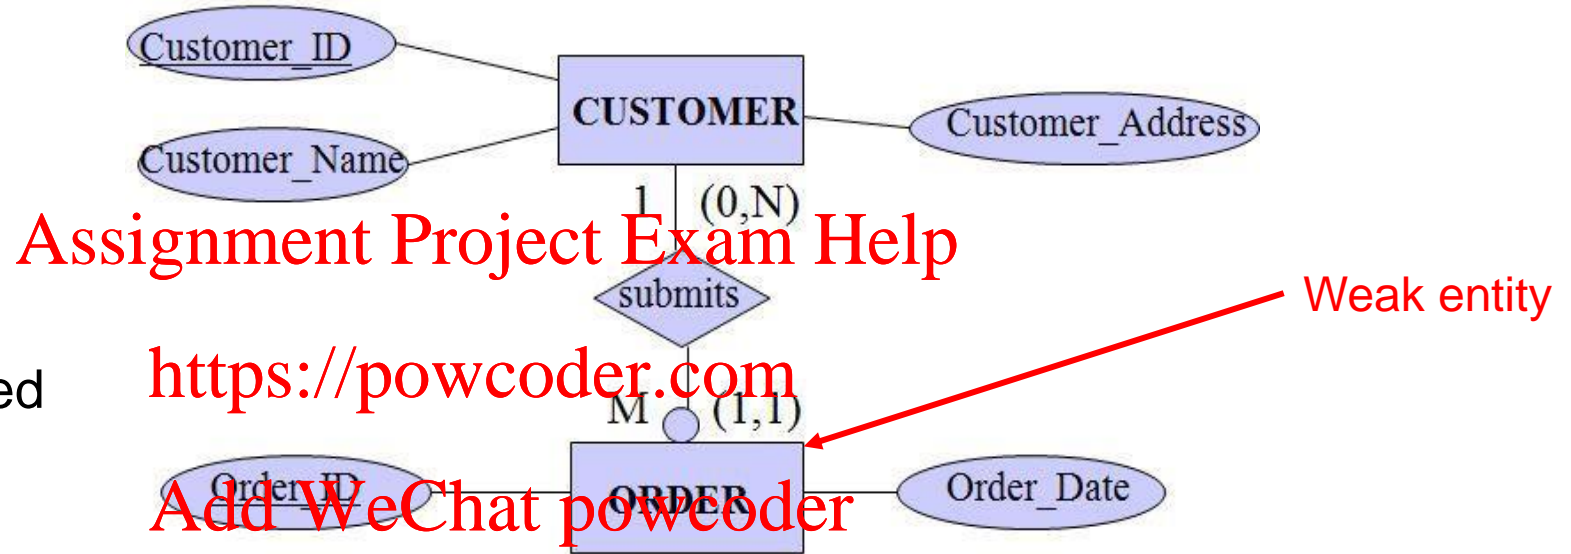 Customer_ID
CUSTOMER
Customer_Address
Customer_Name
1 (0,N)
Assignment Project Exam Help
submits
Weak entity
ed
https://powcoder.com
M (1,1)
Order_ID
ORDER
Order_Date
Add WeChat powcoder